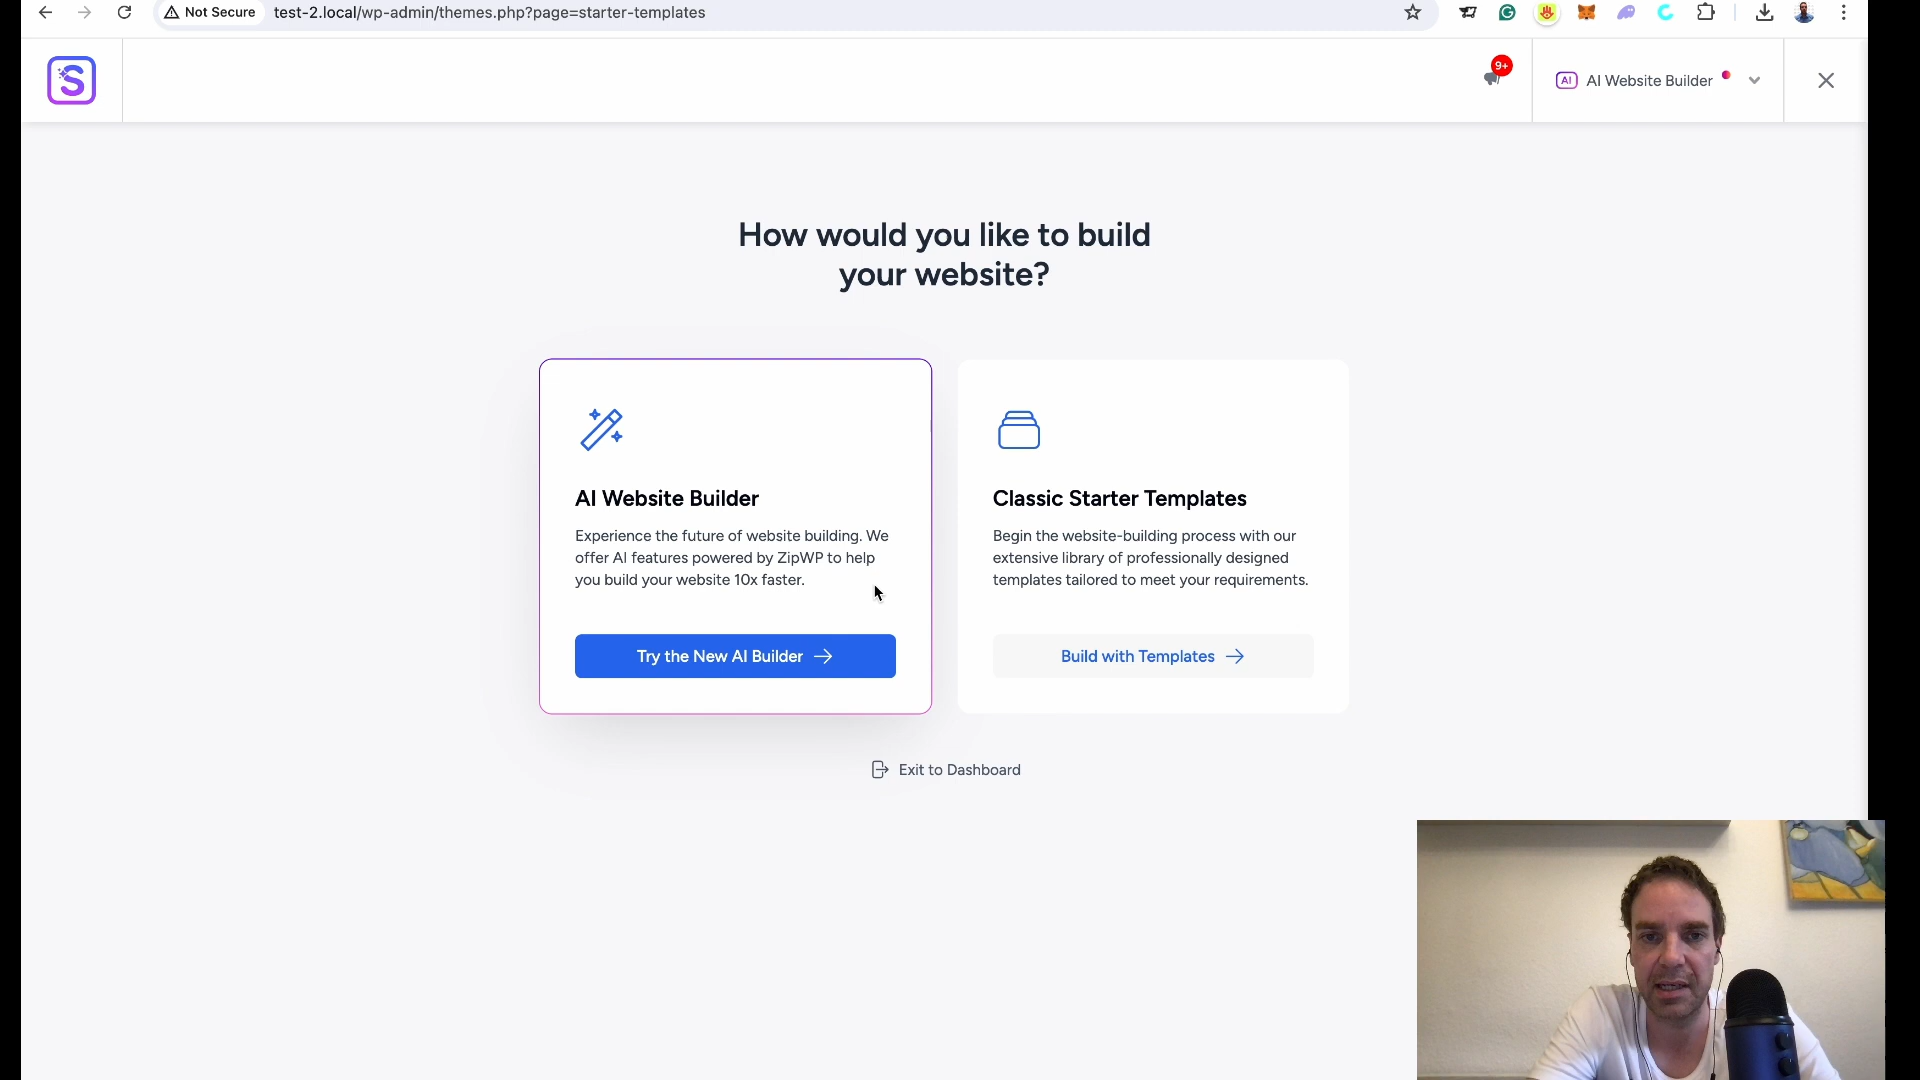 Not Secure
test-2.local/wp-admin/themes.php?page=starter-templates
S
9+
AI
AI Website Builder
How would you like to build
your website?
AI Website Builder
Experience the future of website building. We
offer AI features powered by ZipWP to help
you build your website 10x faster.
Try the New AI Builder
Classic Starter Templates
Begin the website-building process with our
extensive library of professionally designed
templates tailored to meet your requirements.
Build with Templates
Exit to Dashboard